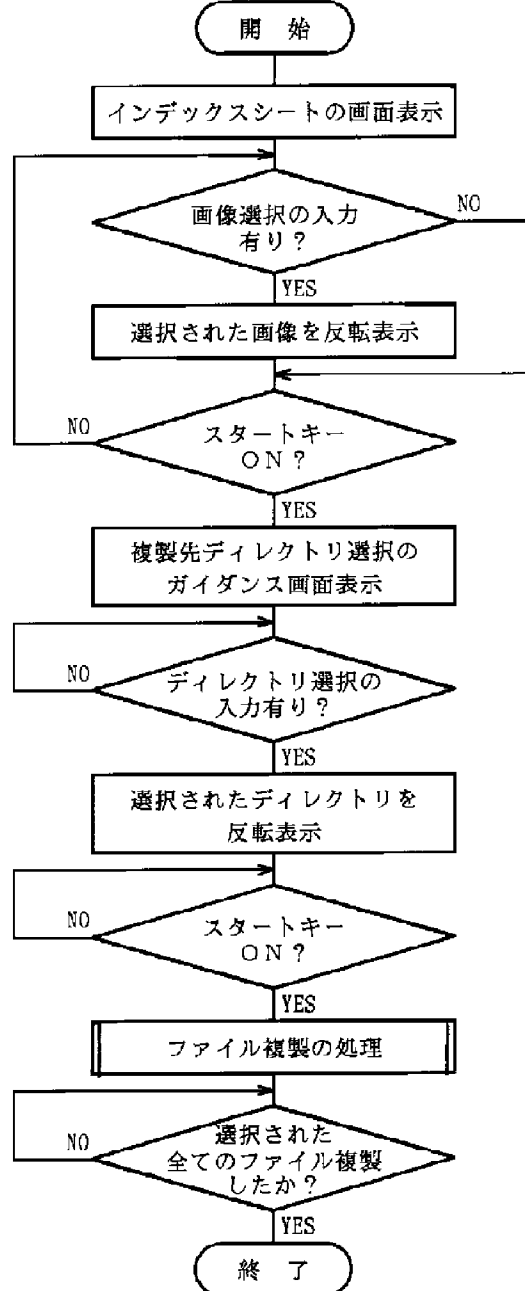 開 始
インデックスシートの画面表示
画像選択の入力
有り？
NO
YES
選択された画像を反転表示
スタートキー
ＯＮ？
NO
YES
複製先ディレクトリ選択の
ガイダンス画面表示
ディレクトリ選択の
入力有り？
NO
YES
選択されたディレクトリを
反転表示
スタートキー
ＯＮ？
NO
YES
ファイル複製の処理
選択された
全てのファイル複製
したか？
NO
YES
終 了